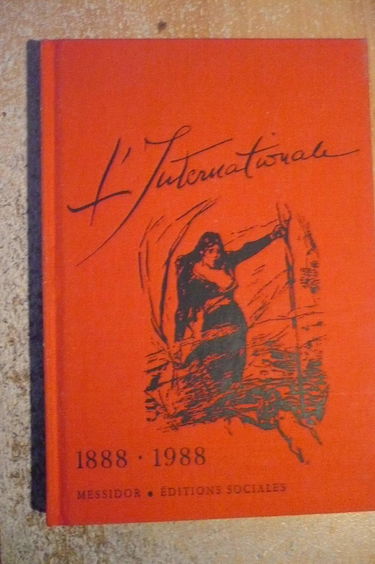 L'Internationale
1888 · 1988
MESSIDOR • ÉDITIONS SOCIALES